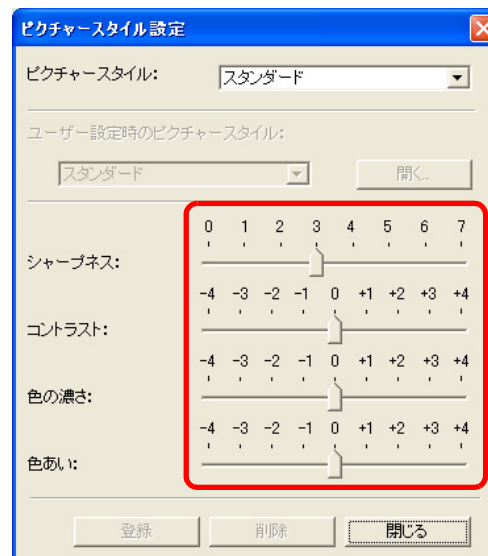 ピクチャースタイル設定
ピクチャースタイル: スタンダード
ユーザー設定時のピクチャースタイル:
スタンダード 開く...
0 1 2 3 4 5 6 7
シャープネス:
-4 -3 -2 -1 0 +1 +2 +3 +4
コントラスト:
-4 -3 -2 -1 0 +1 +2 +3 +4
色の濃さ:
-4 -3 -2 -1 0 +1 +2 +3 +4
色あい:
登録 削除 閉じる